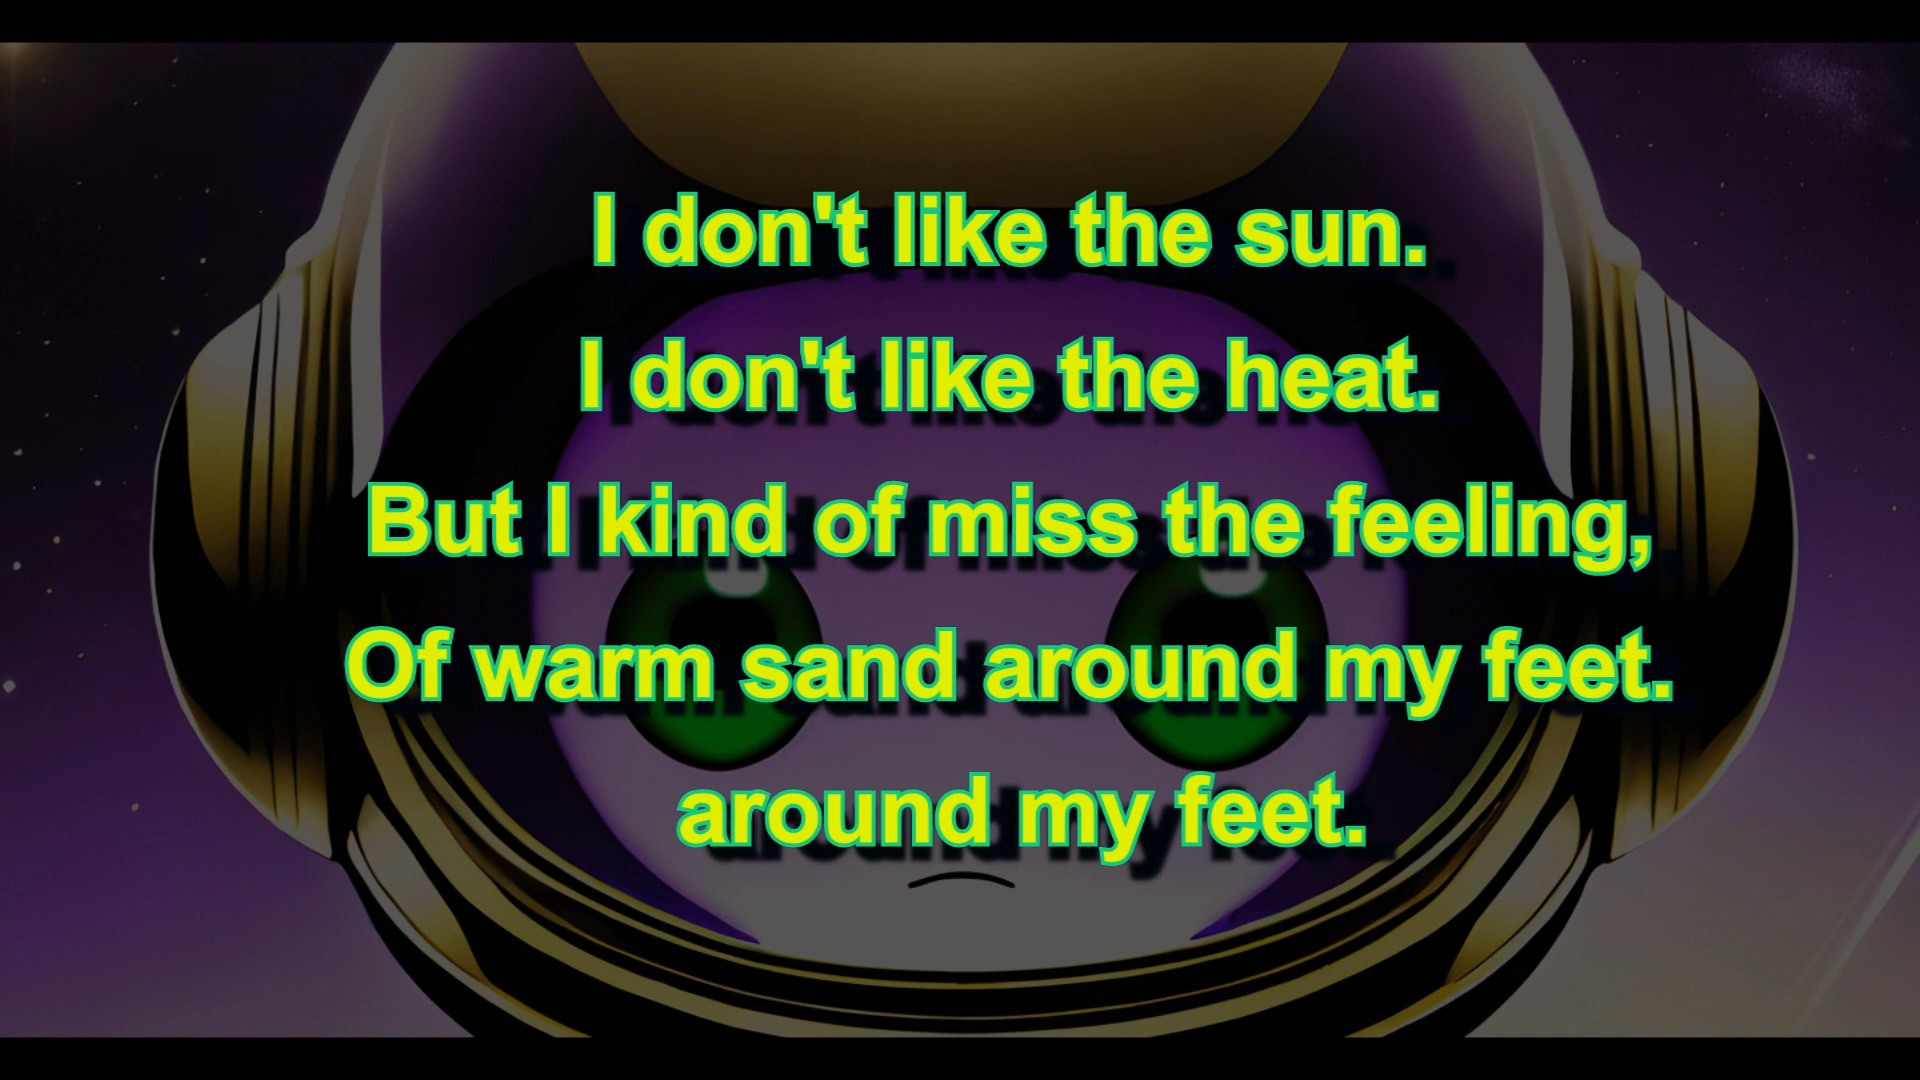 I don't like the sun.
I don't like the heat.
But I kind of miss the feeling,
Of warm sand around my feet.
around my feet.